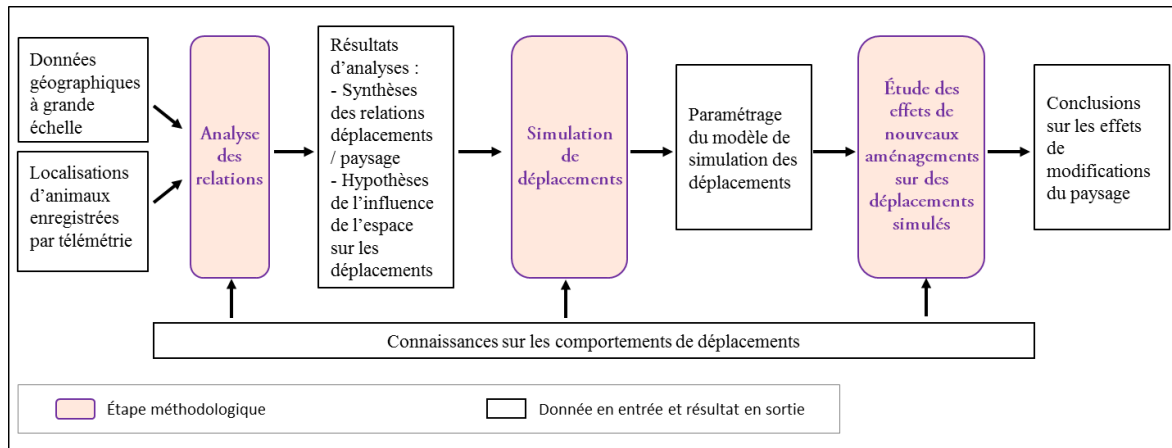 Données
géographiques
à grande
échelle
Localisations
d’animaux
enregistrées
par télémétrie
Analyse
des
relations
Résultats
d’analyses :
- Synthèses
des relations
déplacements
/ paysage
- Hypothèses
de l’influence
de l’espace
sur les
déplacements
Simulation
de
déplacements
Paramétrage
du modèle de
simulation des
déplacements
Étude des
effets de
nouveaux
aménagements
sur des
déplacements
simulés
Conclusions
sur les effets
de
modifications
du paysage
Connaissances sur les comportements de déplacements
Étape méthodologique
Donnée en entrée et résultat en sortie